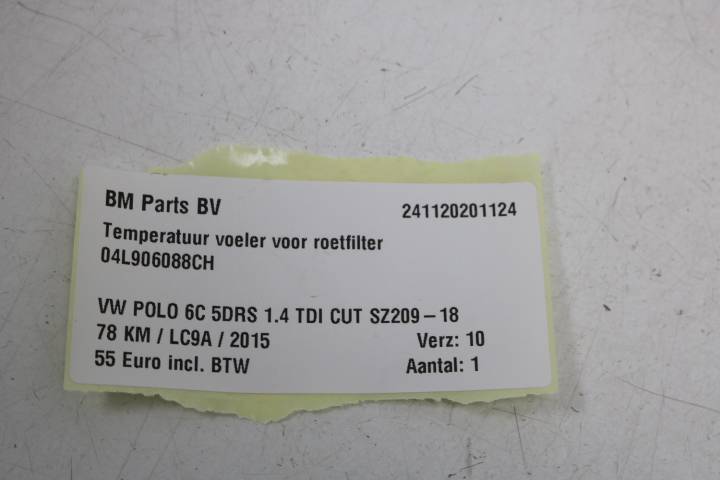 BM Parts BV 241120201124
Temperatuur voeler voor roetfilter
04L906088CH
VW POLO 6C 5DRS 1.4 TDI CUT SZ209-18
78 KM / LC9A / 2015 Verz: 10
55 Euro incl. BTW Aantal: 1